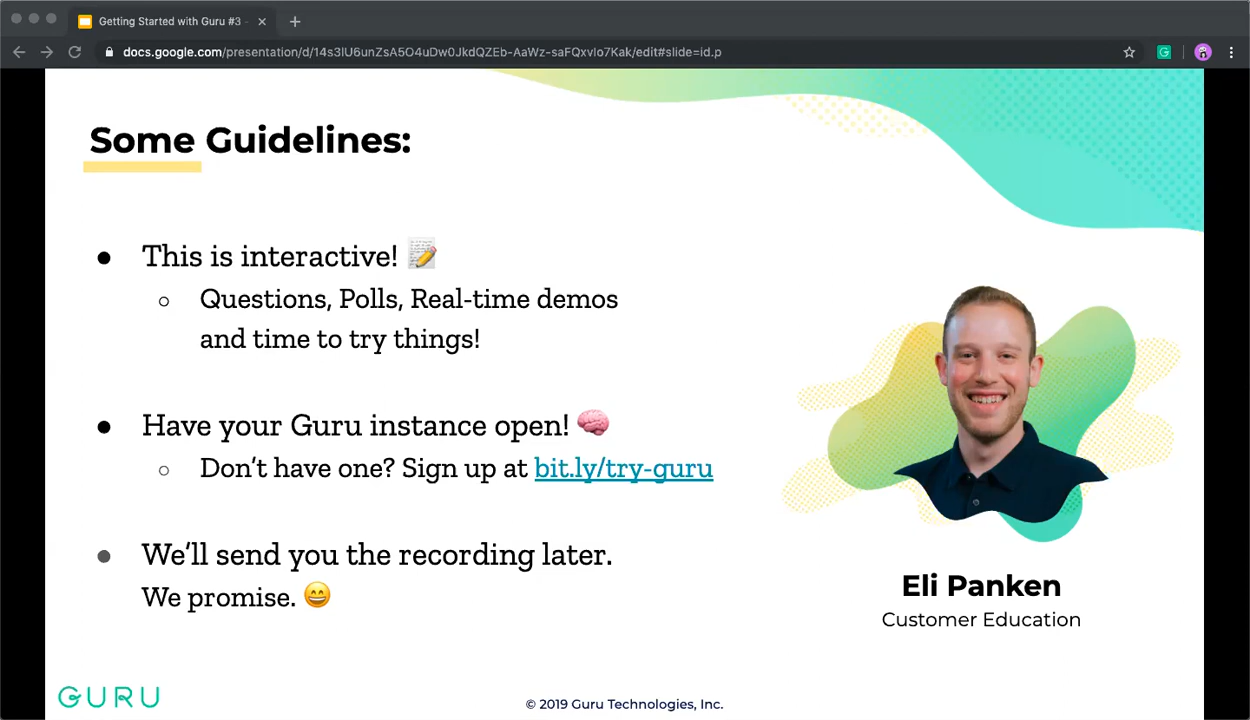 Getting Started with Guru #3 -
docs.google.com/presentation/d/14s3lU6unZsA5O4uDw0JkdQZEb-AaWz-saFQxvlo7Kak/edit#slide=id.p
Some Guidelines:
● This is interactive! 📝
○ Questions, Polls, Real-time demos
and time to try things!
● Have your Guru instance open! 🧠
○ Don't have one? Sign up at bit.ly/try-guru
● We'll send you the recording later.
We promise. 😄
Eli Panken
Customer Education
GURU
© 2019 Guru Technologies, Inc.